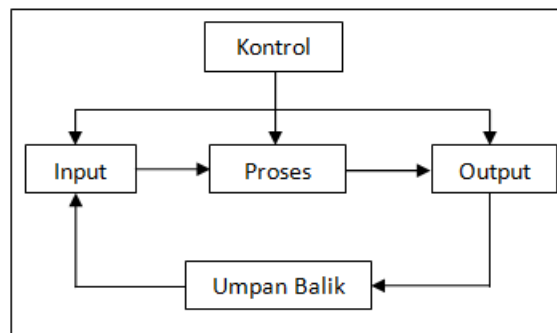 Kontrol
Input
Proses
Output
Umpan Balik